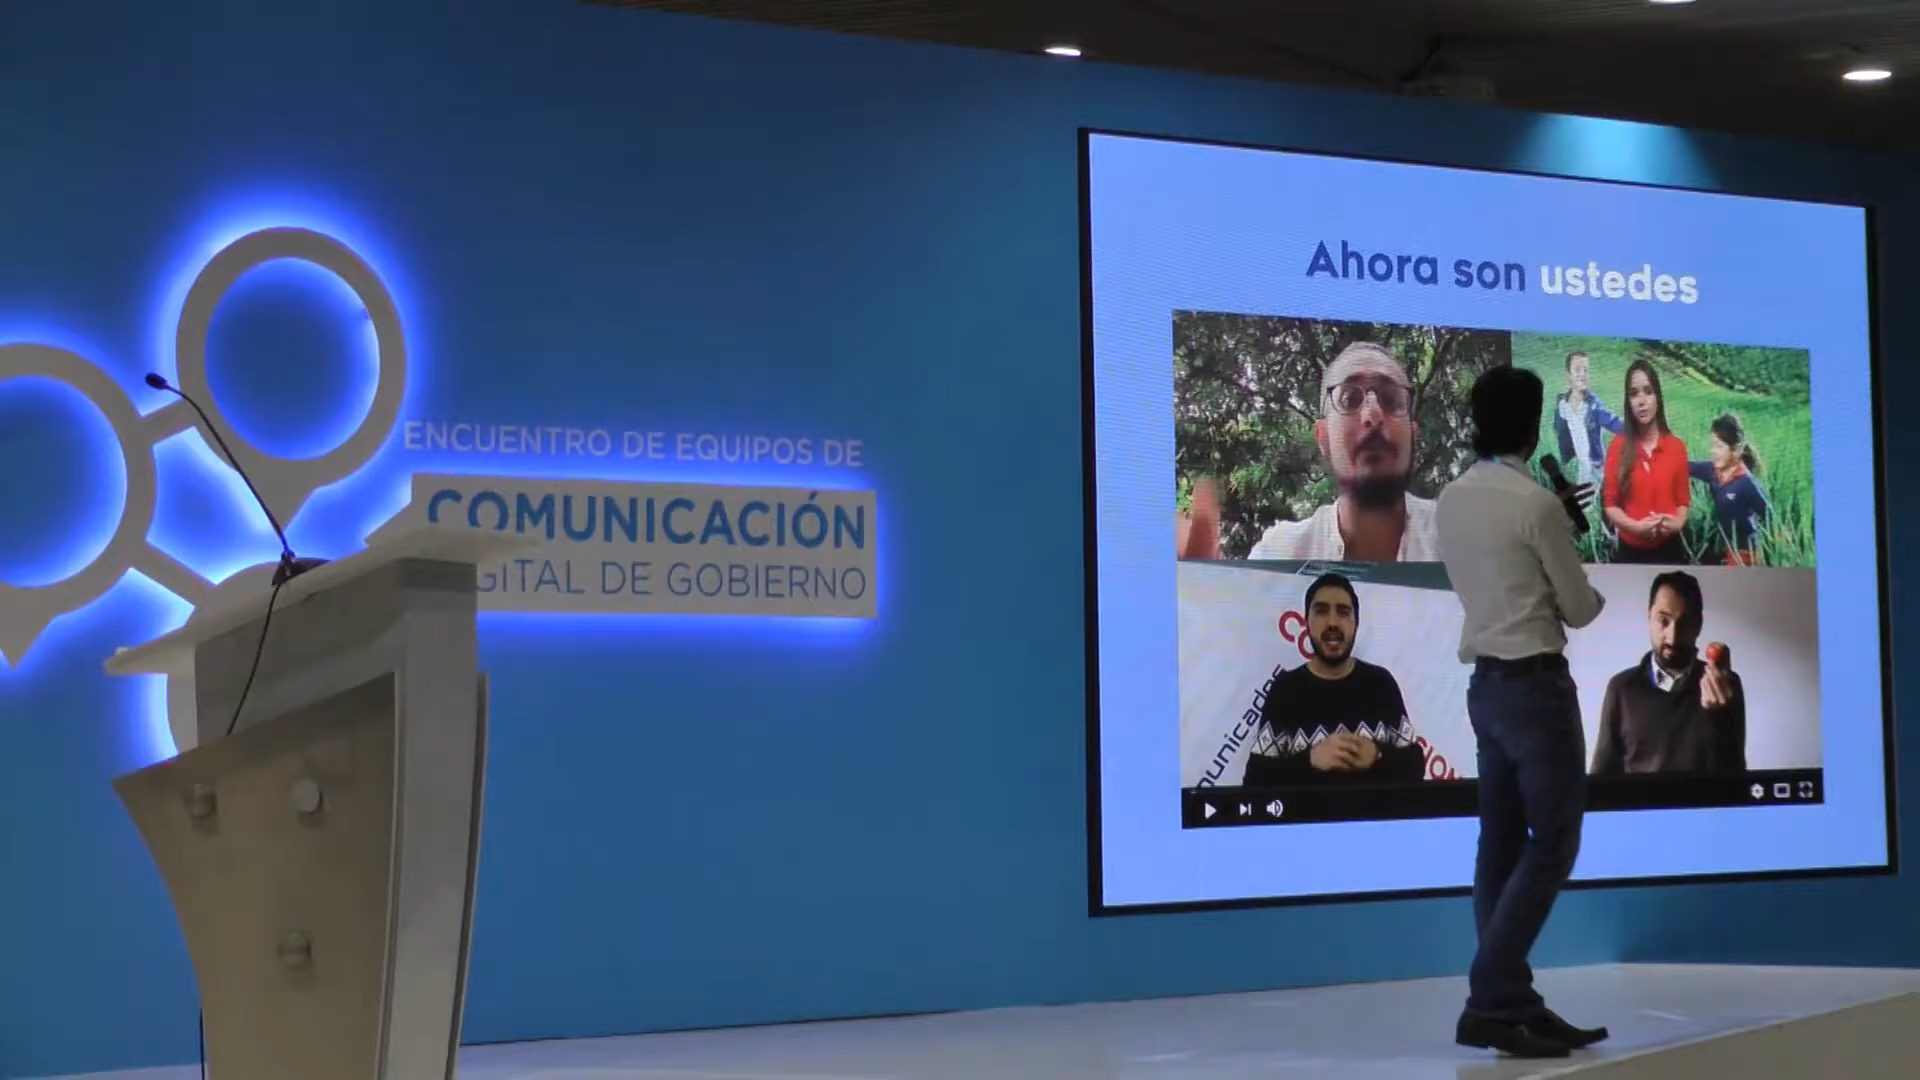 ENCUENTRO DE EQUIPOS DE
COMUNICACIÓN
GITAL DE GOBIERNO
Ahora son ustedes